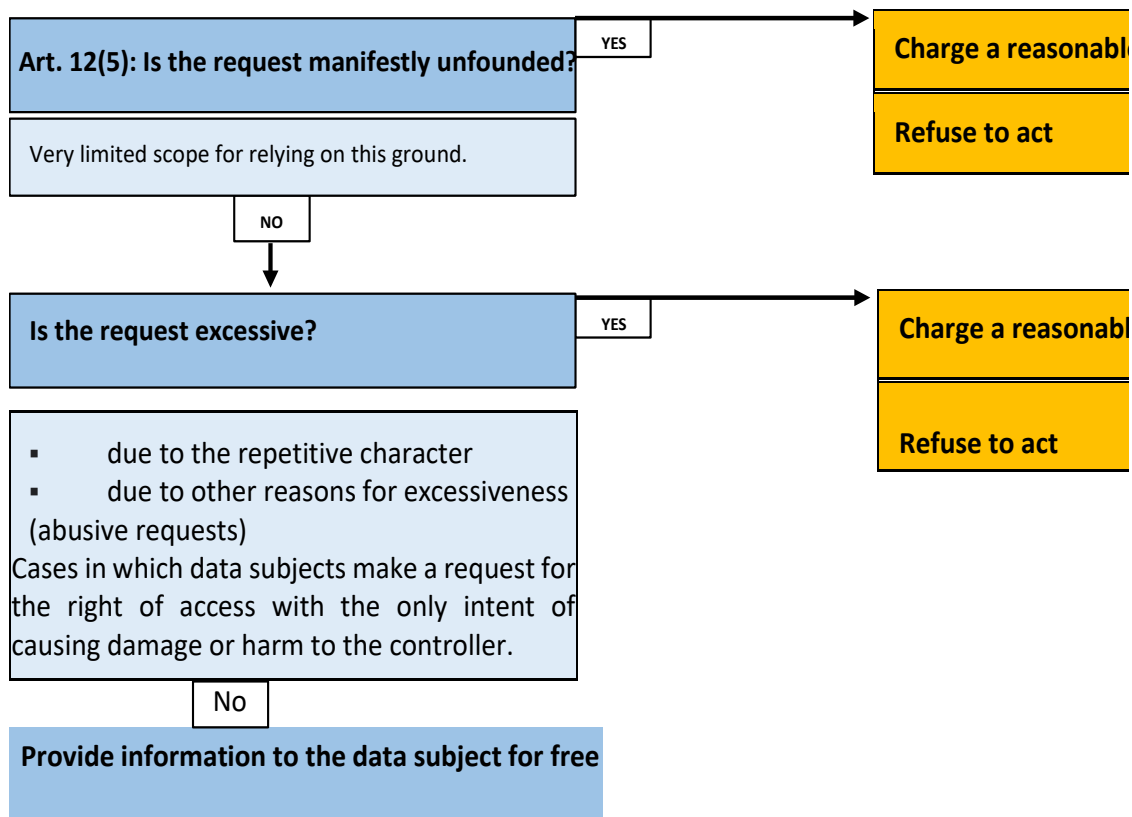 Art. 12(5): Is the request manifestly unfounded?
YES
Charge a reasonable
Refuse to act
Very limited scope for relying on this ground.
NO
Is the request excessive?
YES
Charge a reasonabl
Refuse to act
▪ due to the repetitive character
▪ due to other reasons for excessiveness
(abusive requests)
Cases in which data subjects make a request for
the right of access with the only intent of
causing damage or harm to the controller.
No
Provide information to the data subject for free